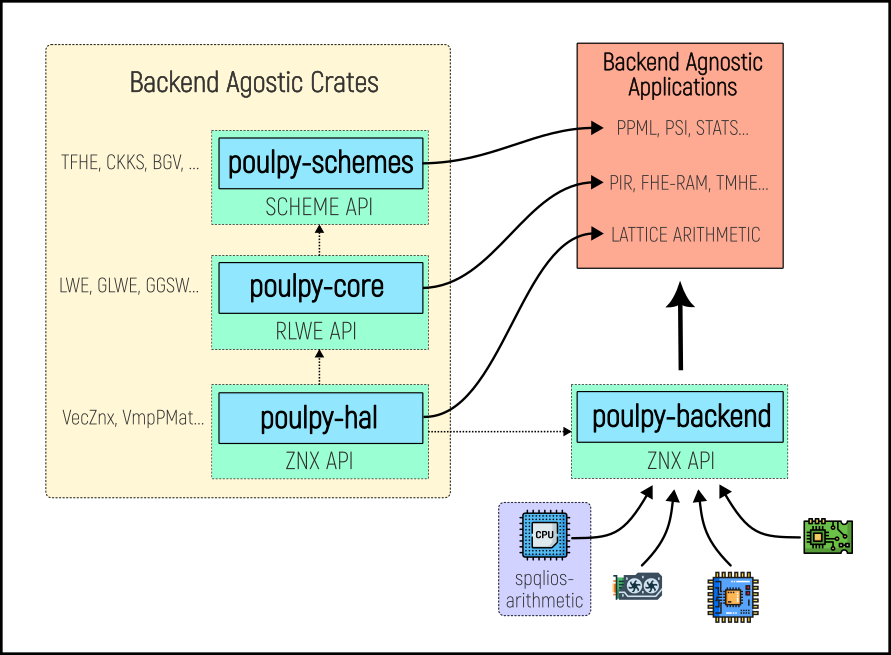 Backend Agostic Crates
TFHE, CKKS, BGV, ...
poulpy-schemes
SCHEME API
LWE, GLWE, GGSW...
poulpy-core
RLWE API
VecZnx, VmpPMat...
poulpy-hal
ZNX API
Backend Agnostic
Applications
PPML, PSI, STATS...
PIR, FHE-RAM, TMHE...
LATTICE ARITHMETIC
poulpy-backend
ZNX API
CPU
spqlios-
arithmetic